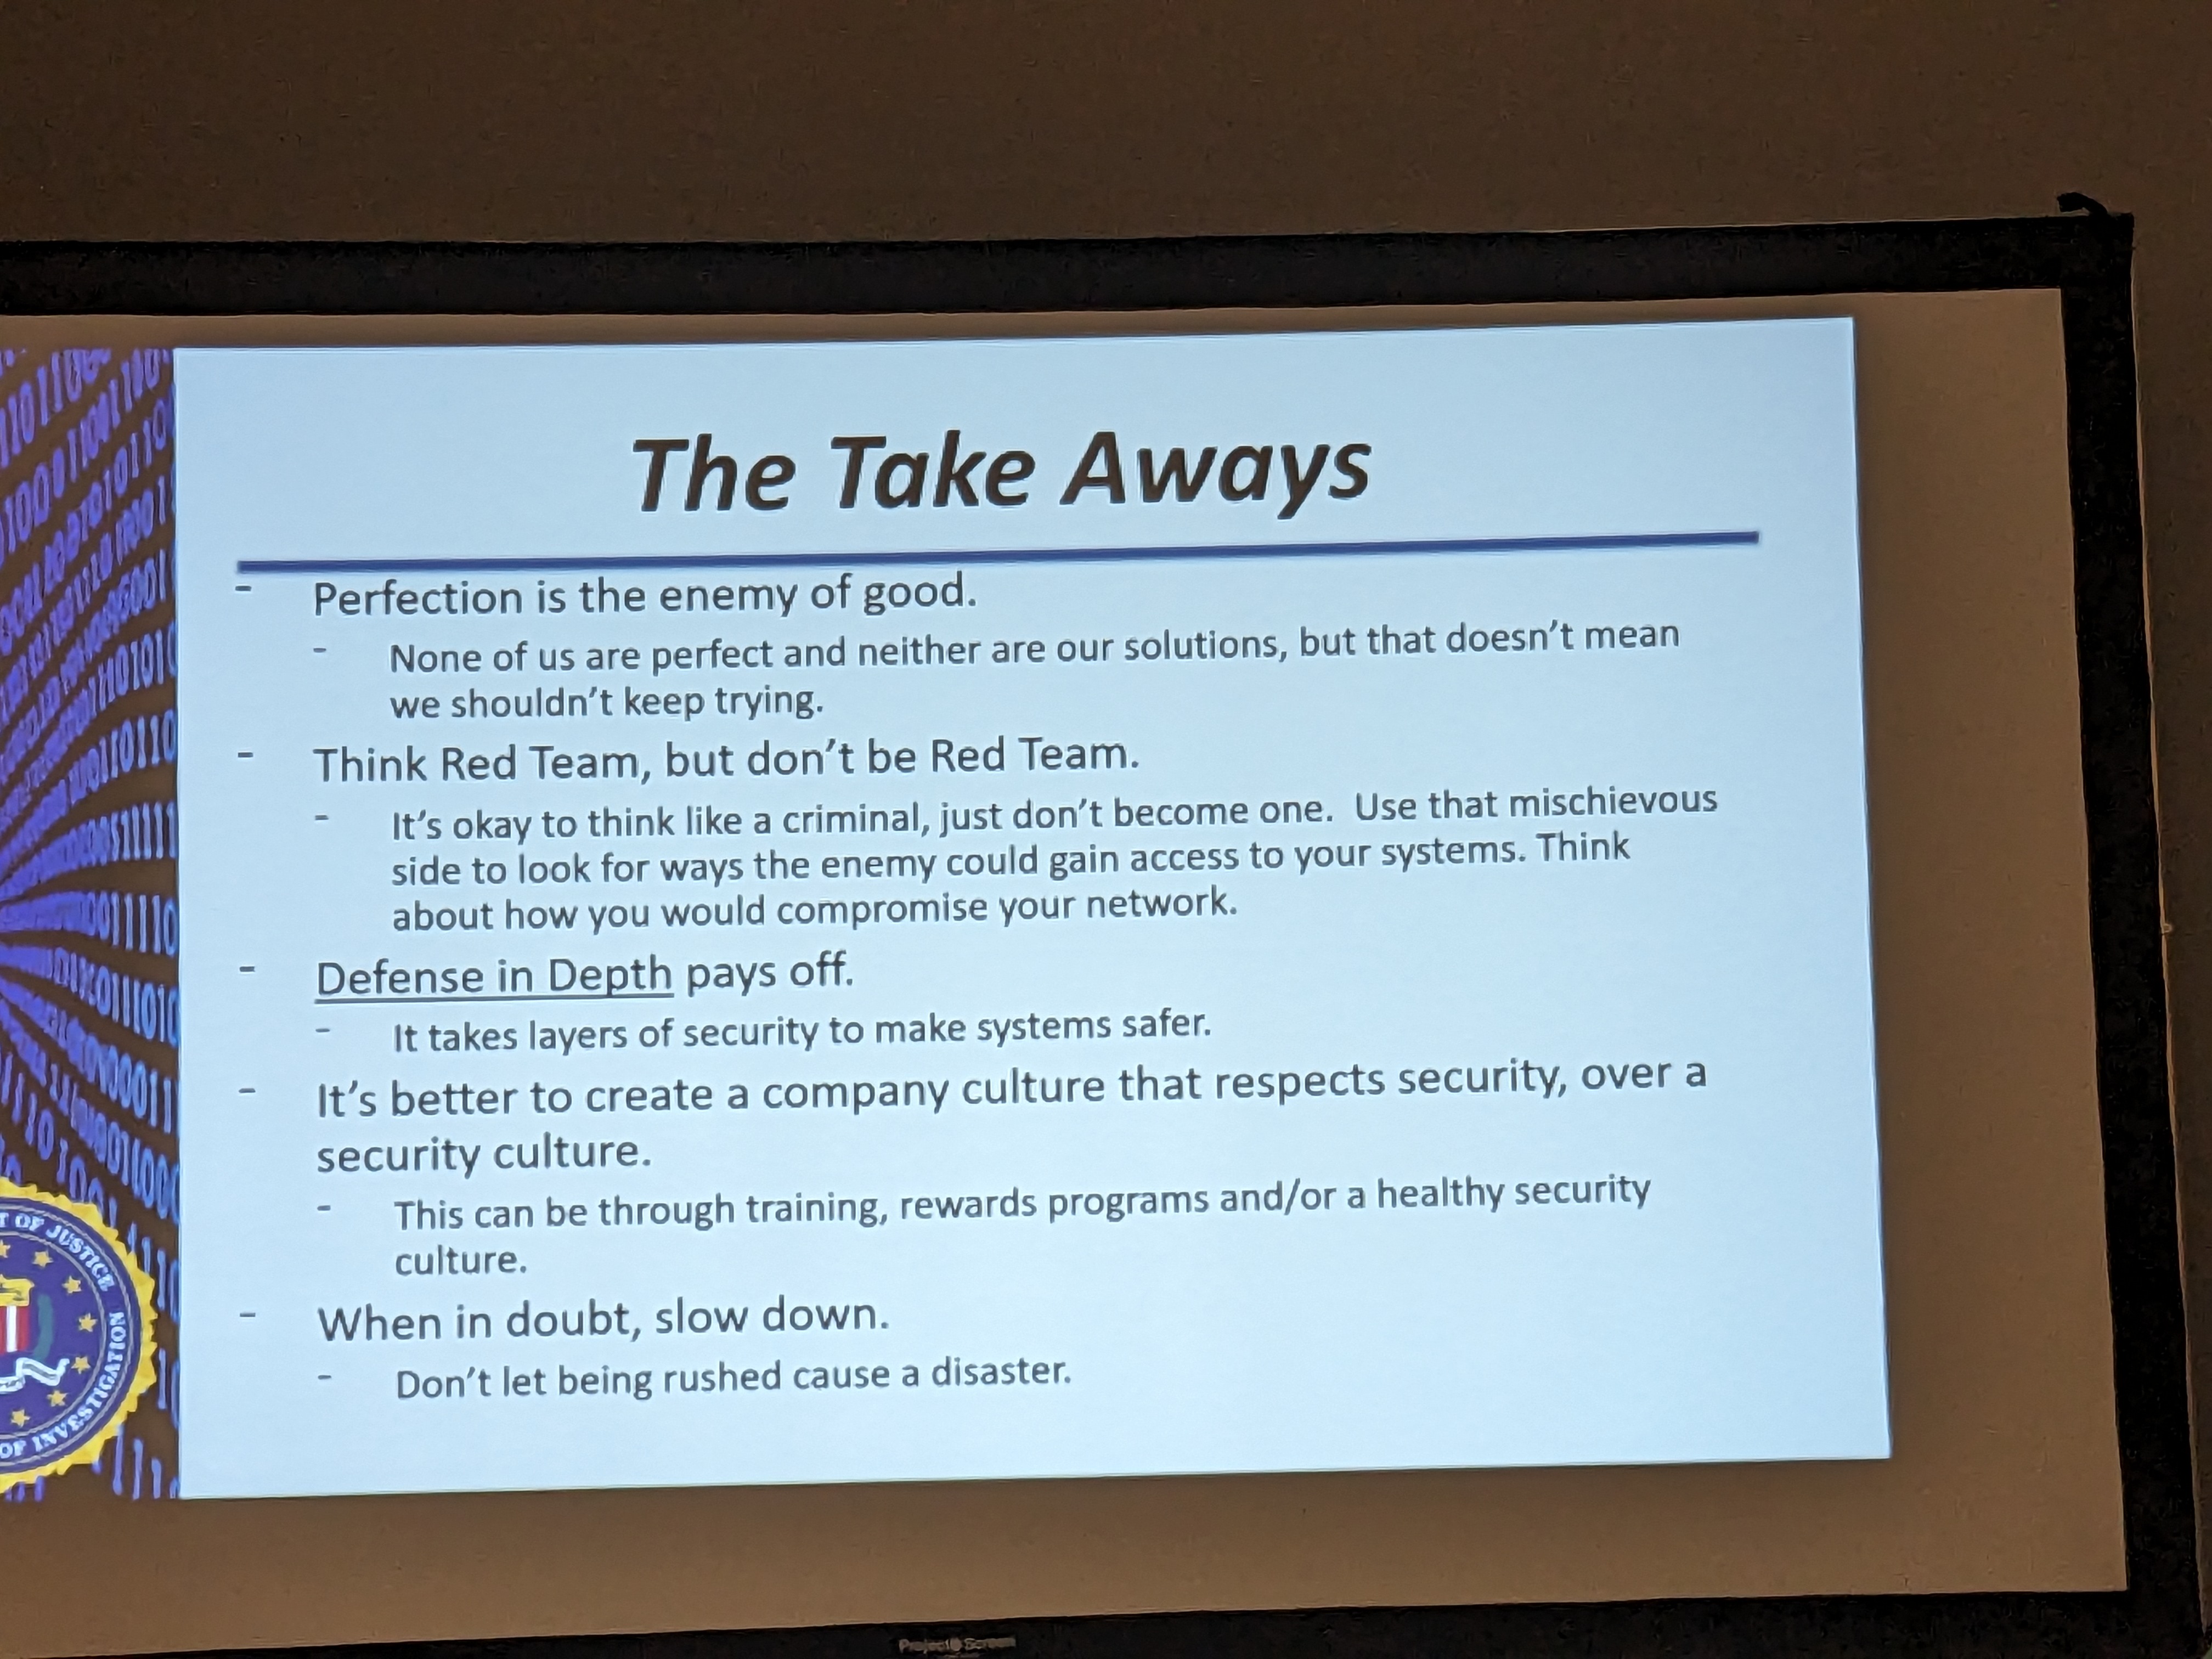 The Take Aways
- Perfection is the enemy of good.
- None of us are perfect and neither are our solutions, but that doesn't mean
we shouldn't keep trying.
- Think Red Team, but don't be Red Team.
- It's okay to think like a criminal, just don't become one. Use that mischievous
side to look for ways the enemy could gain access to your systems. Think
about how you would compromise your network.
- Defense in Depth pays off.
- It takes layers of security to make systems safer.
- It's better to create a company culture that respects security, over a
security culture.
- This can be through training, rewards programs and/or a healthy security
culture.
- When in doubt, slow down.
- Don't let being rushed cause a disaster.
OF JUSTICE
OF INVESTIGATION